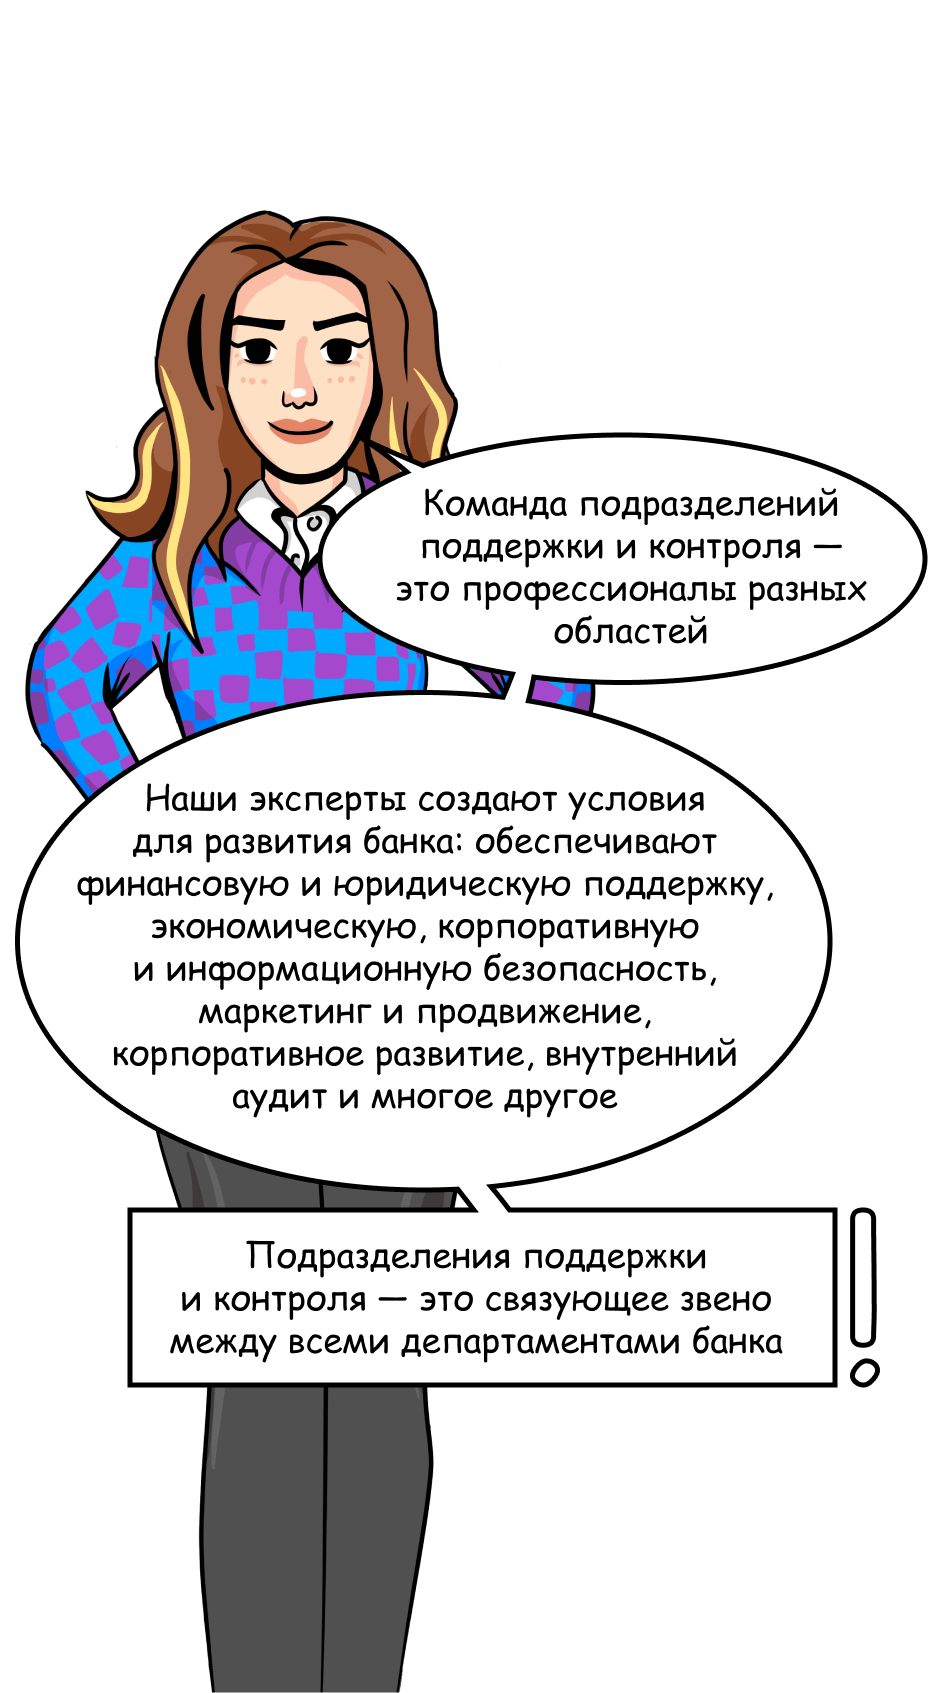 Команда подразделений
поддержки и контроля —
это профессионалы разных
областей
Наши эксперты создают условия
для развития банка: обеспечивают
финансовую и юридическую поддержку,
экономическую, корпоративную
и информационную безопасность,
маркетинг и продвижение,
корпоративное развитие, внутренний
аудит и многое другое
Подразделения поддержки
и контроля — это связующее звено
между всеми департаментами банка
!